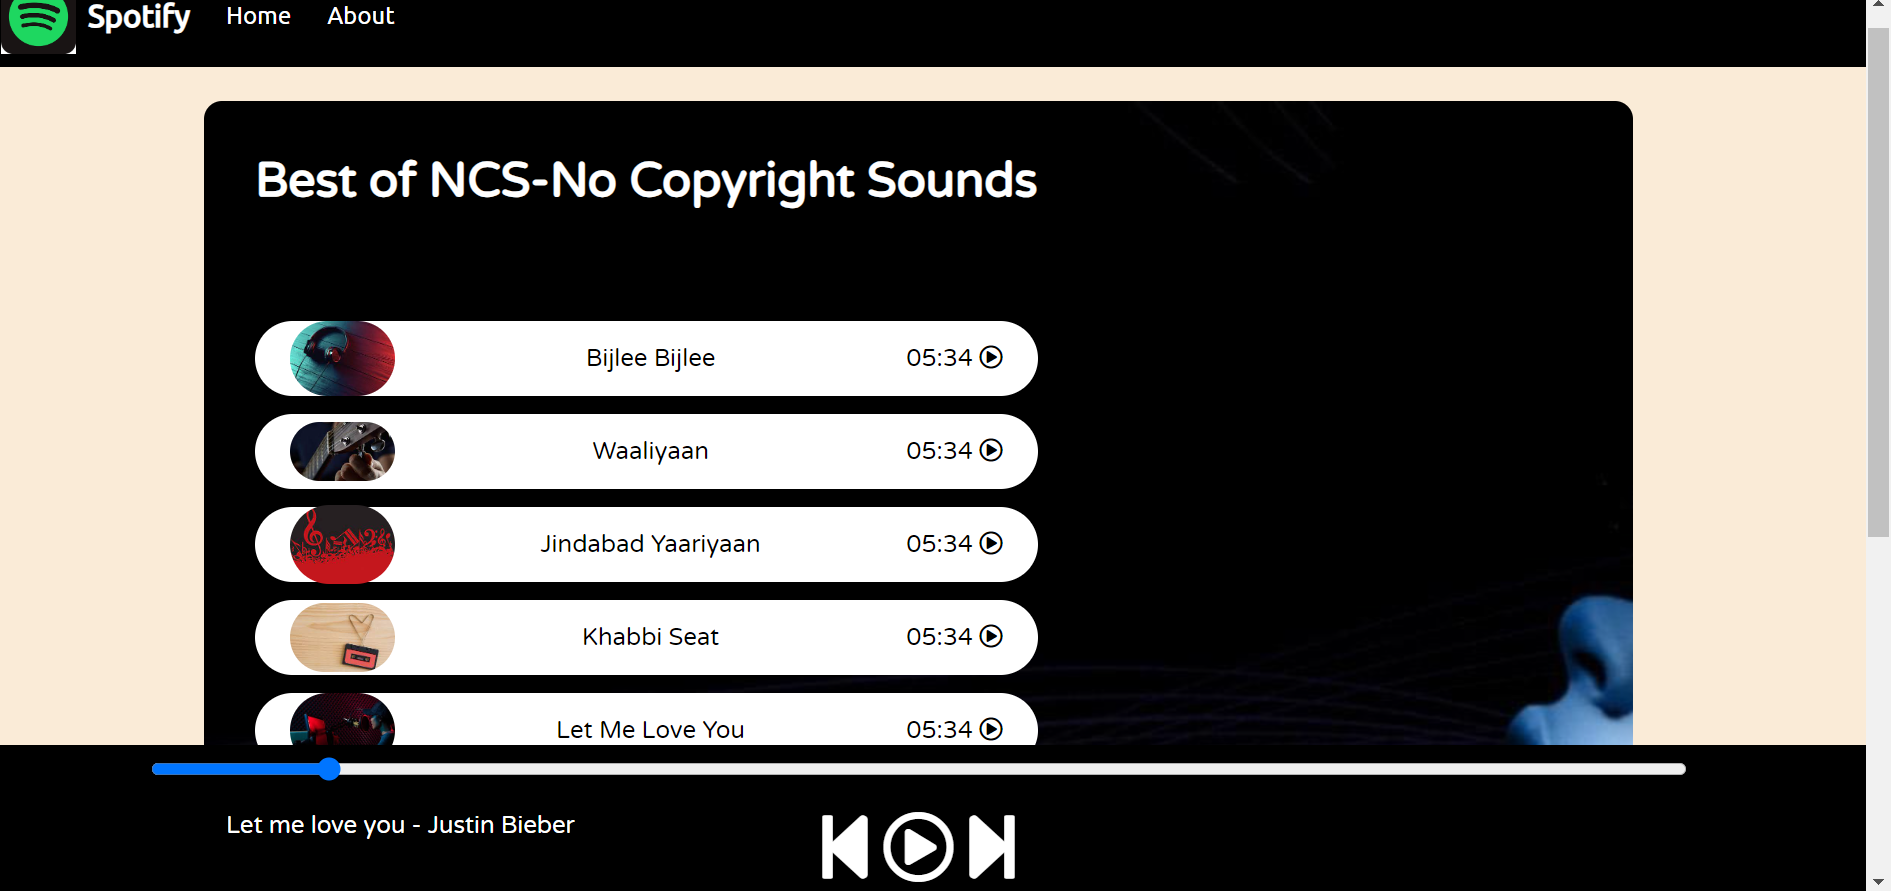 Spotify Home About
Best of NCS-No Copyright Sounds
Bijlee Bijlee 05:34
Waaliyaan 05:34
Jindabad Yaariyaan 05:34
Khabbi Seat 05:34
Let Me Love You 05:34
Let me love you - Justin Bieber